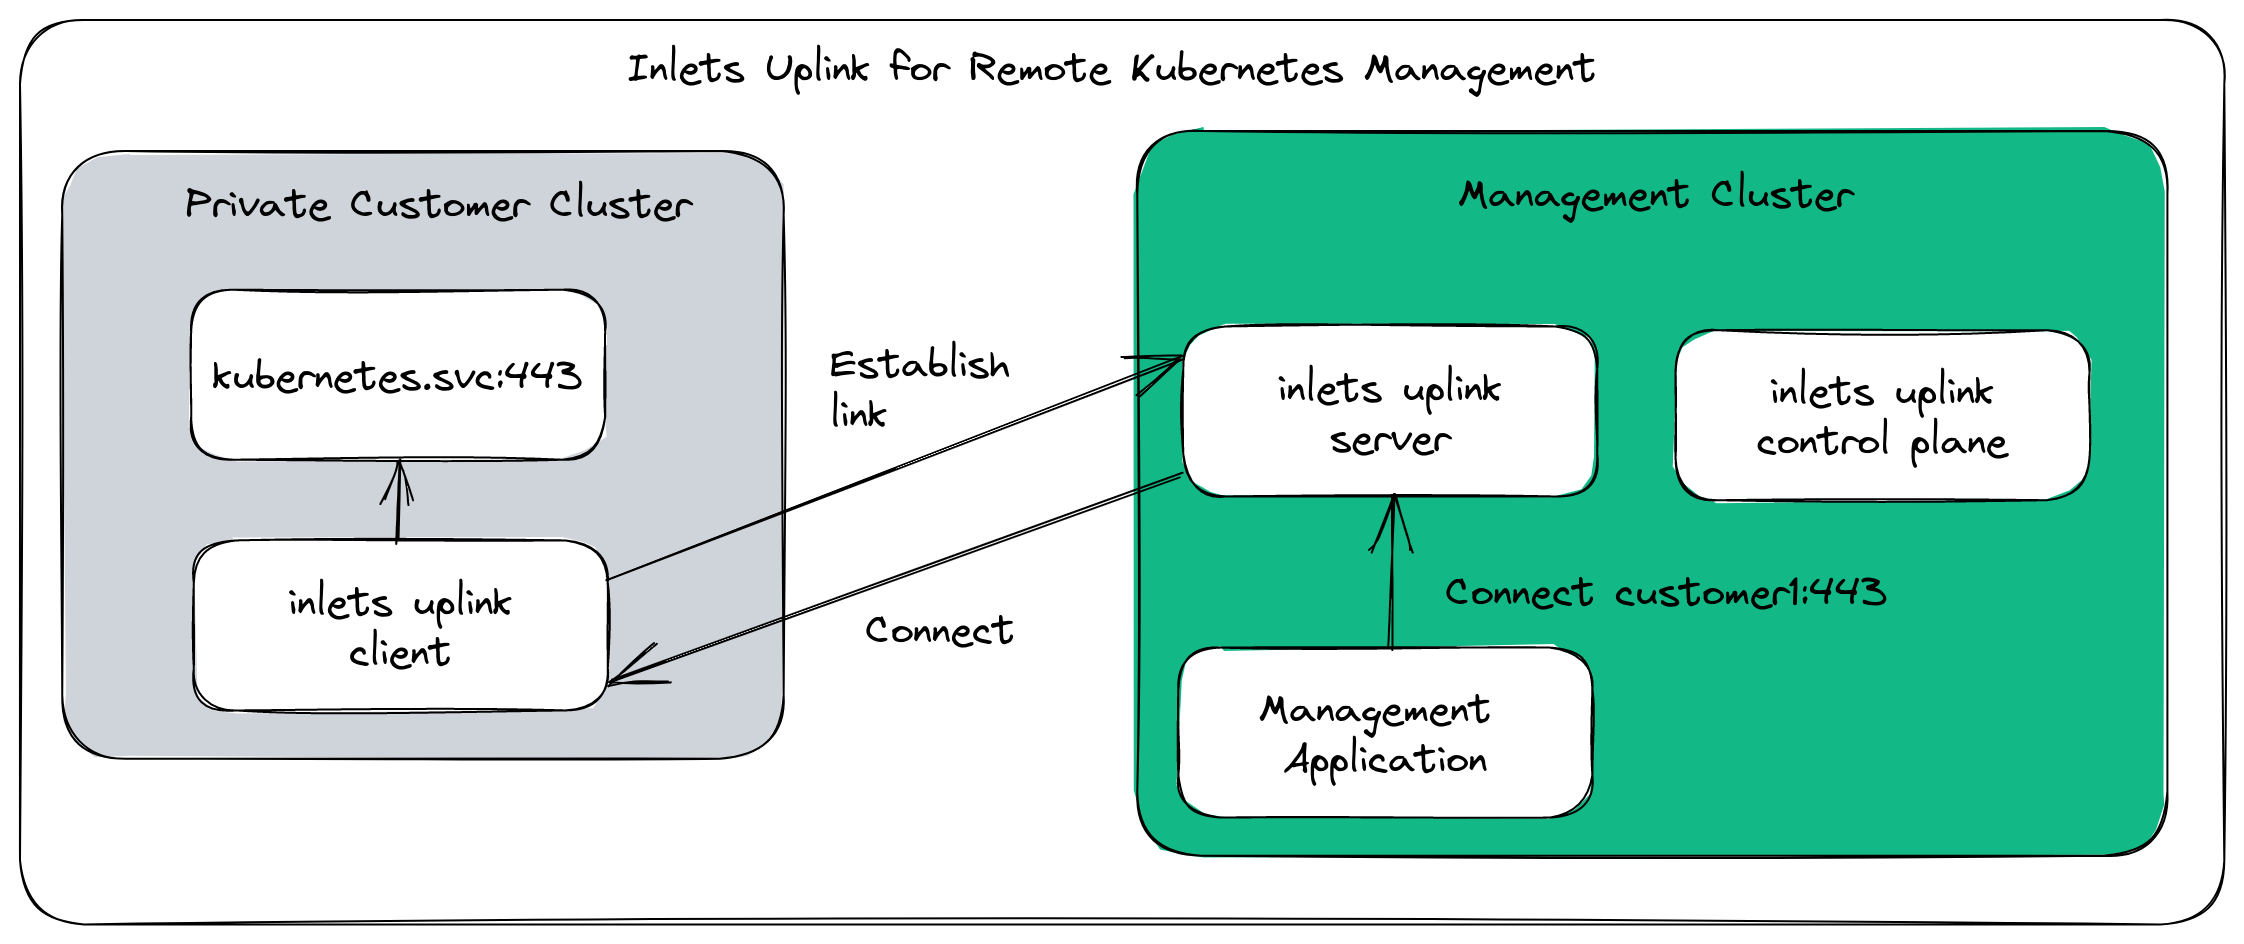 Inlets Uplink for Remote Kubernetes Management
Private Customer Cluster
kubernetes.svc:443
inlets uplink
client
Establish
link
Connect
Management Cluster
inlets uplink
server
inlets uplink
control plane
Connect customer1:443
Management
Application